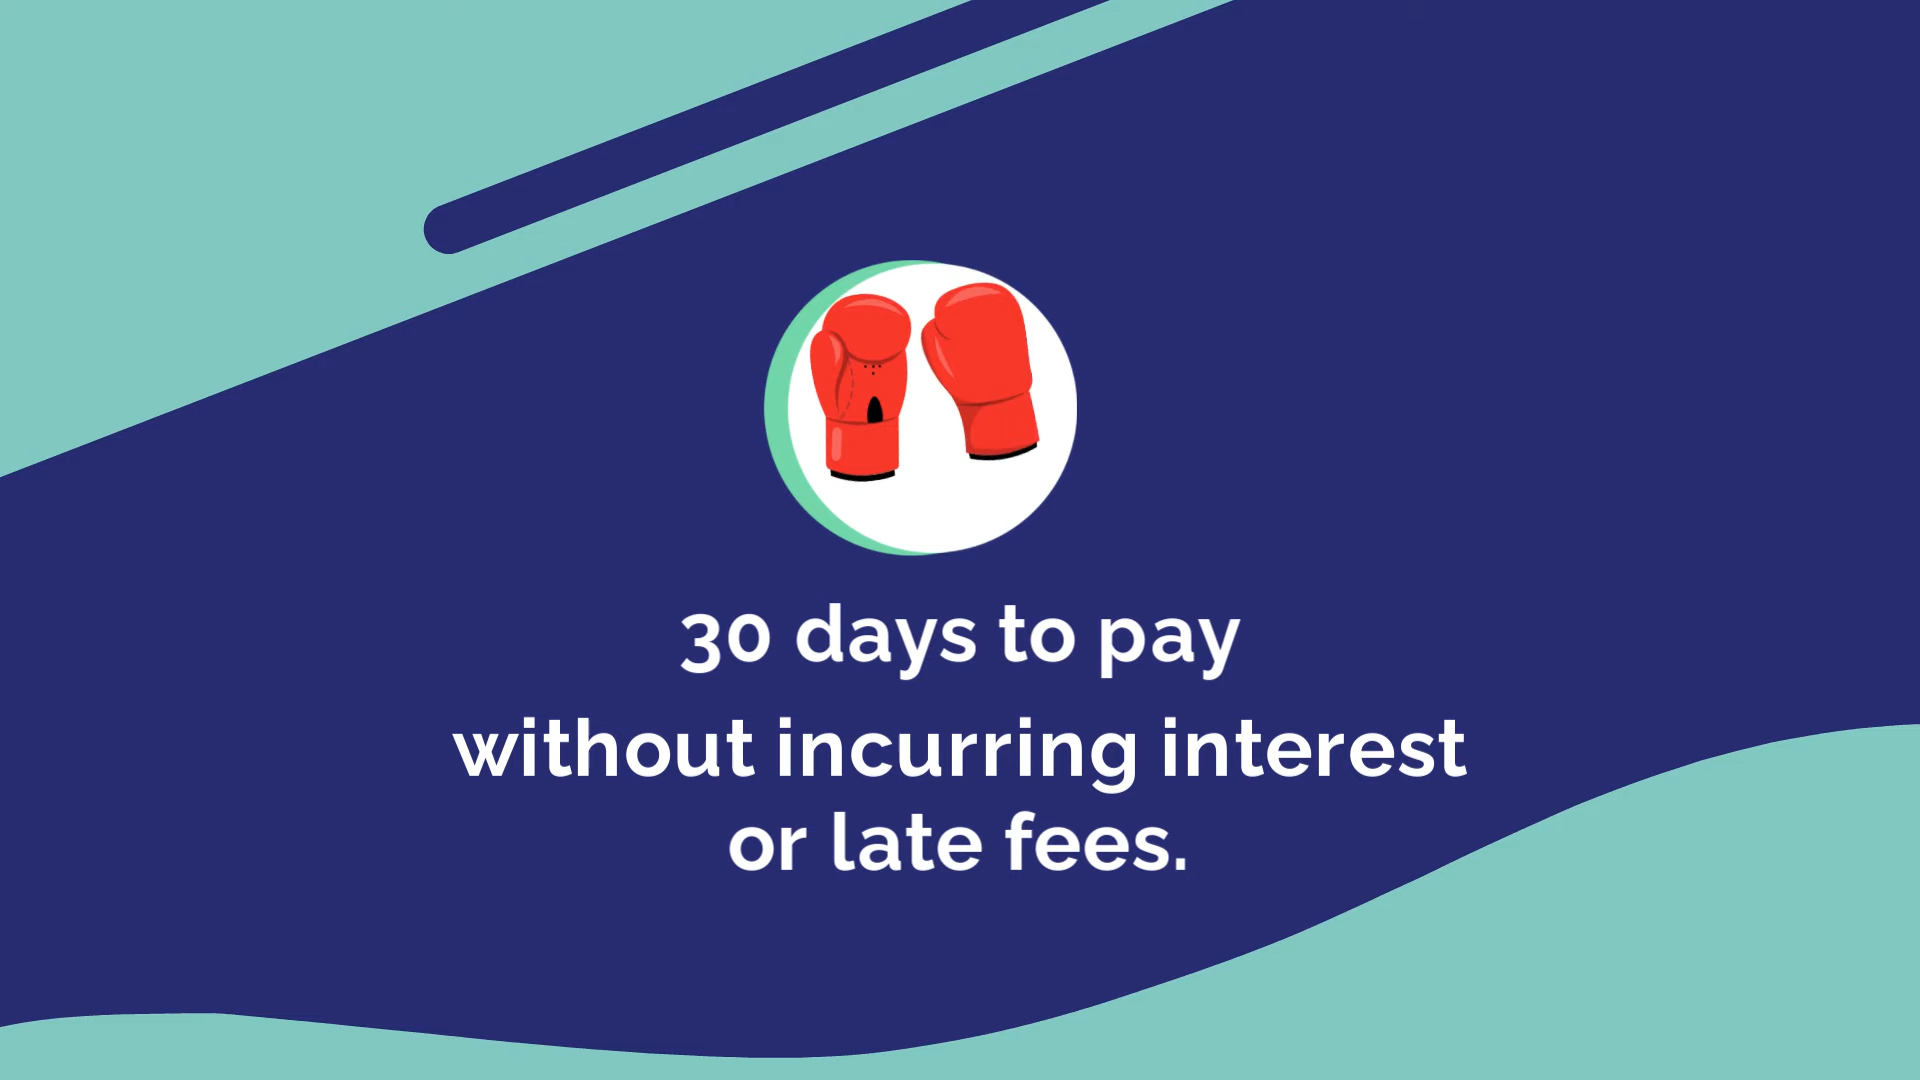 30 days to pay
without incurring interest
or late fees.